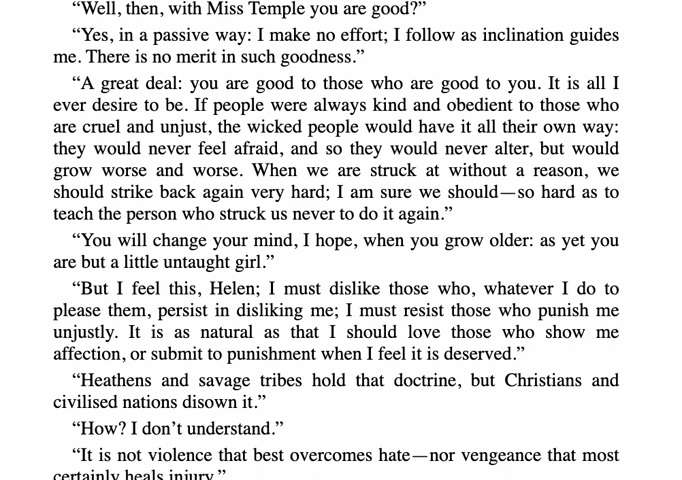 “Well, then, with Miss Temple you are good?”
“Yes, in a passive way: I make no effort; I follow as inclination guides
me. There is no merit in such goodness.”
“A great deal: you are good to those who are good to you. It is all I
ever desire to be. If people were always kind and obedient to those who
are cruel and unjust, the wicked people would have it all their own way:
they would never feel afraid, and so they would never alter, but would
grow worse and worse. When we are struck at without a reason, we
should strike back again very hard; I am sure we should—so hard as to
teach the person who struck us never to do it again.”
“You will change your mind, I hope, when you grow older: as yet you
are but a little untaught girl.”
“But I feel this, Helen; I must dislike those who, whatever I do to
please them, persist in disliking me; I must resist those who punish me
unjustly. It is as natural as that I should love those who show me
affection, or submit to punishment when I feel it is deserved.”
“Heathens and savage tribes hold that doctrine, but Christians and
civilised nations disown it.”
“How? I don’t understand.”
“It is not violence that best overcomes hate—nor vengeance that most
certainly heals injury.”